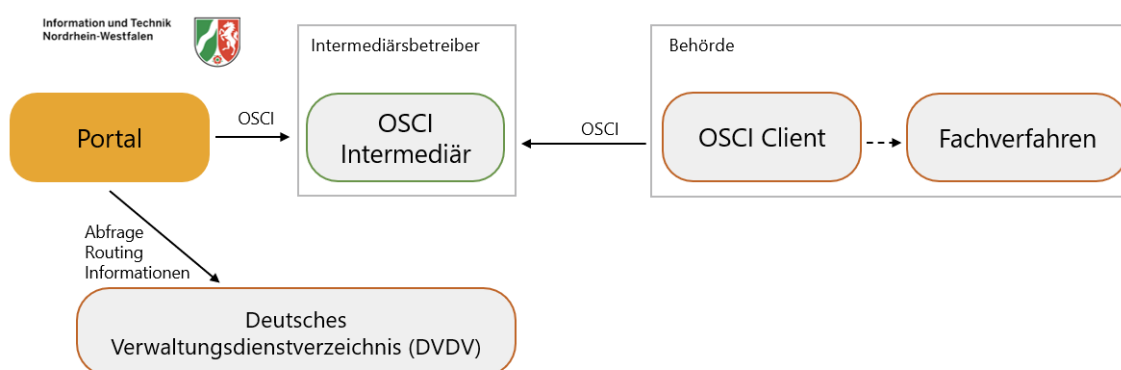 Information und Technik
Nordrhein-Westfalen
Intermediärsbetreiber
Behörde
Portal
OSCI
OSCI
Intermediär
OSCI
OSCI Client
Fachverfahren
Abfrage
Routing
Informationen
Deutsches
Verwaltungsdienstverzeichnis (DVDV)